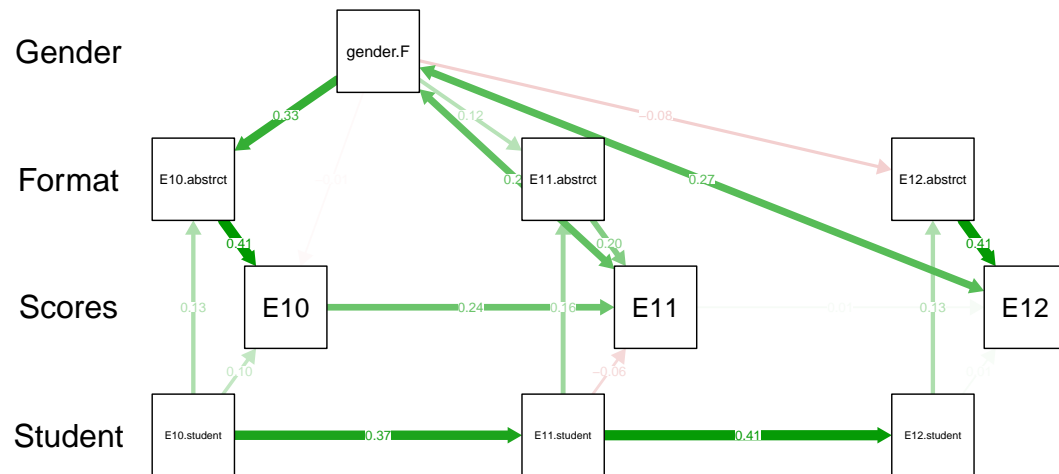 Gender
gender.F
0.33
0.12
−0.08
Format
E10.abstrct
E11.abstrct
E12.abstrct
0.27
0.41
0.20
0.41
Scores
E10
E11
E12
0.13
0.24
0.16
0.01
0.13
0.10
−0.06
Student
E10.student
0.37
E11.student
0.41
E12.student